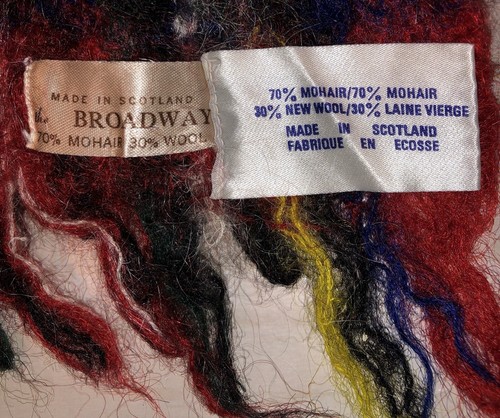 MADE IN SCOTLAND
the BROADWAY
70% MOHAIR 30% WOOL
70% MOHAIR/70% MOHAIR
30% NEW WOOL/30% LAINE VIERGE
MADE IN SCOTLAND
FABRIQUE EN ECOSSE